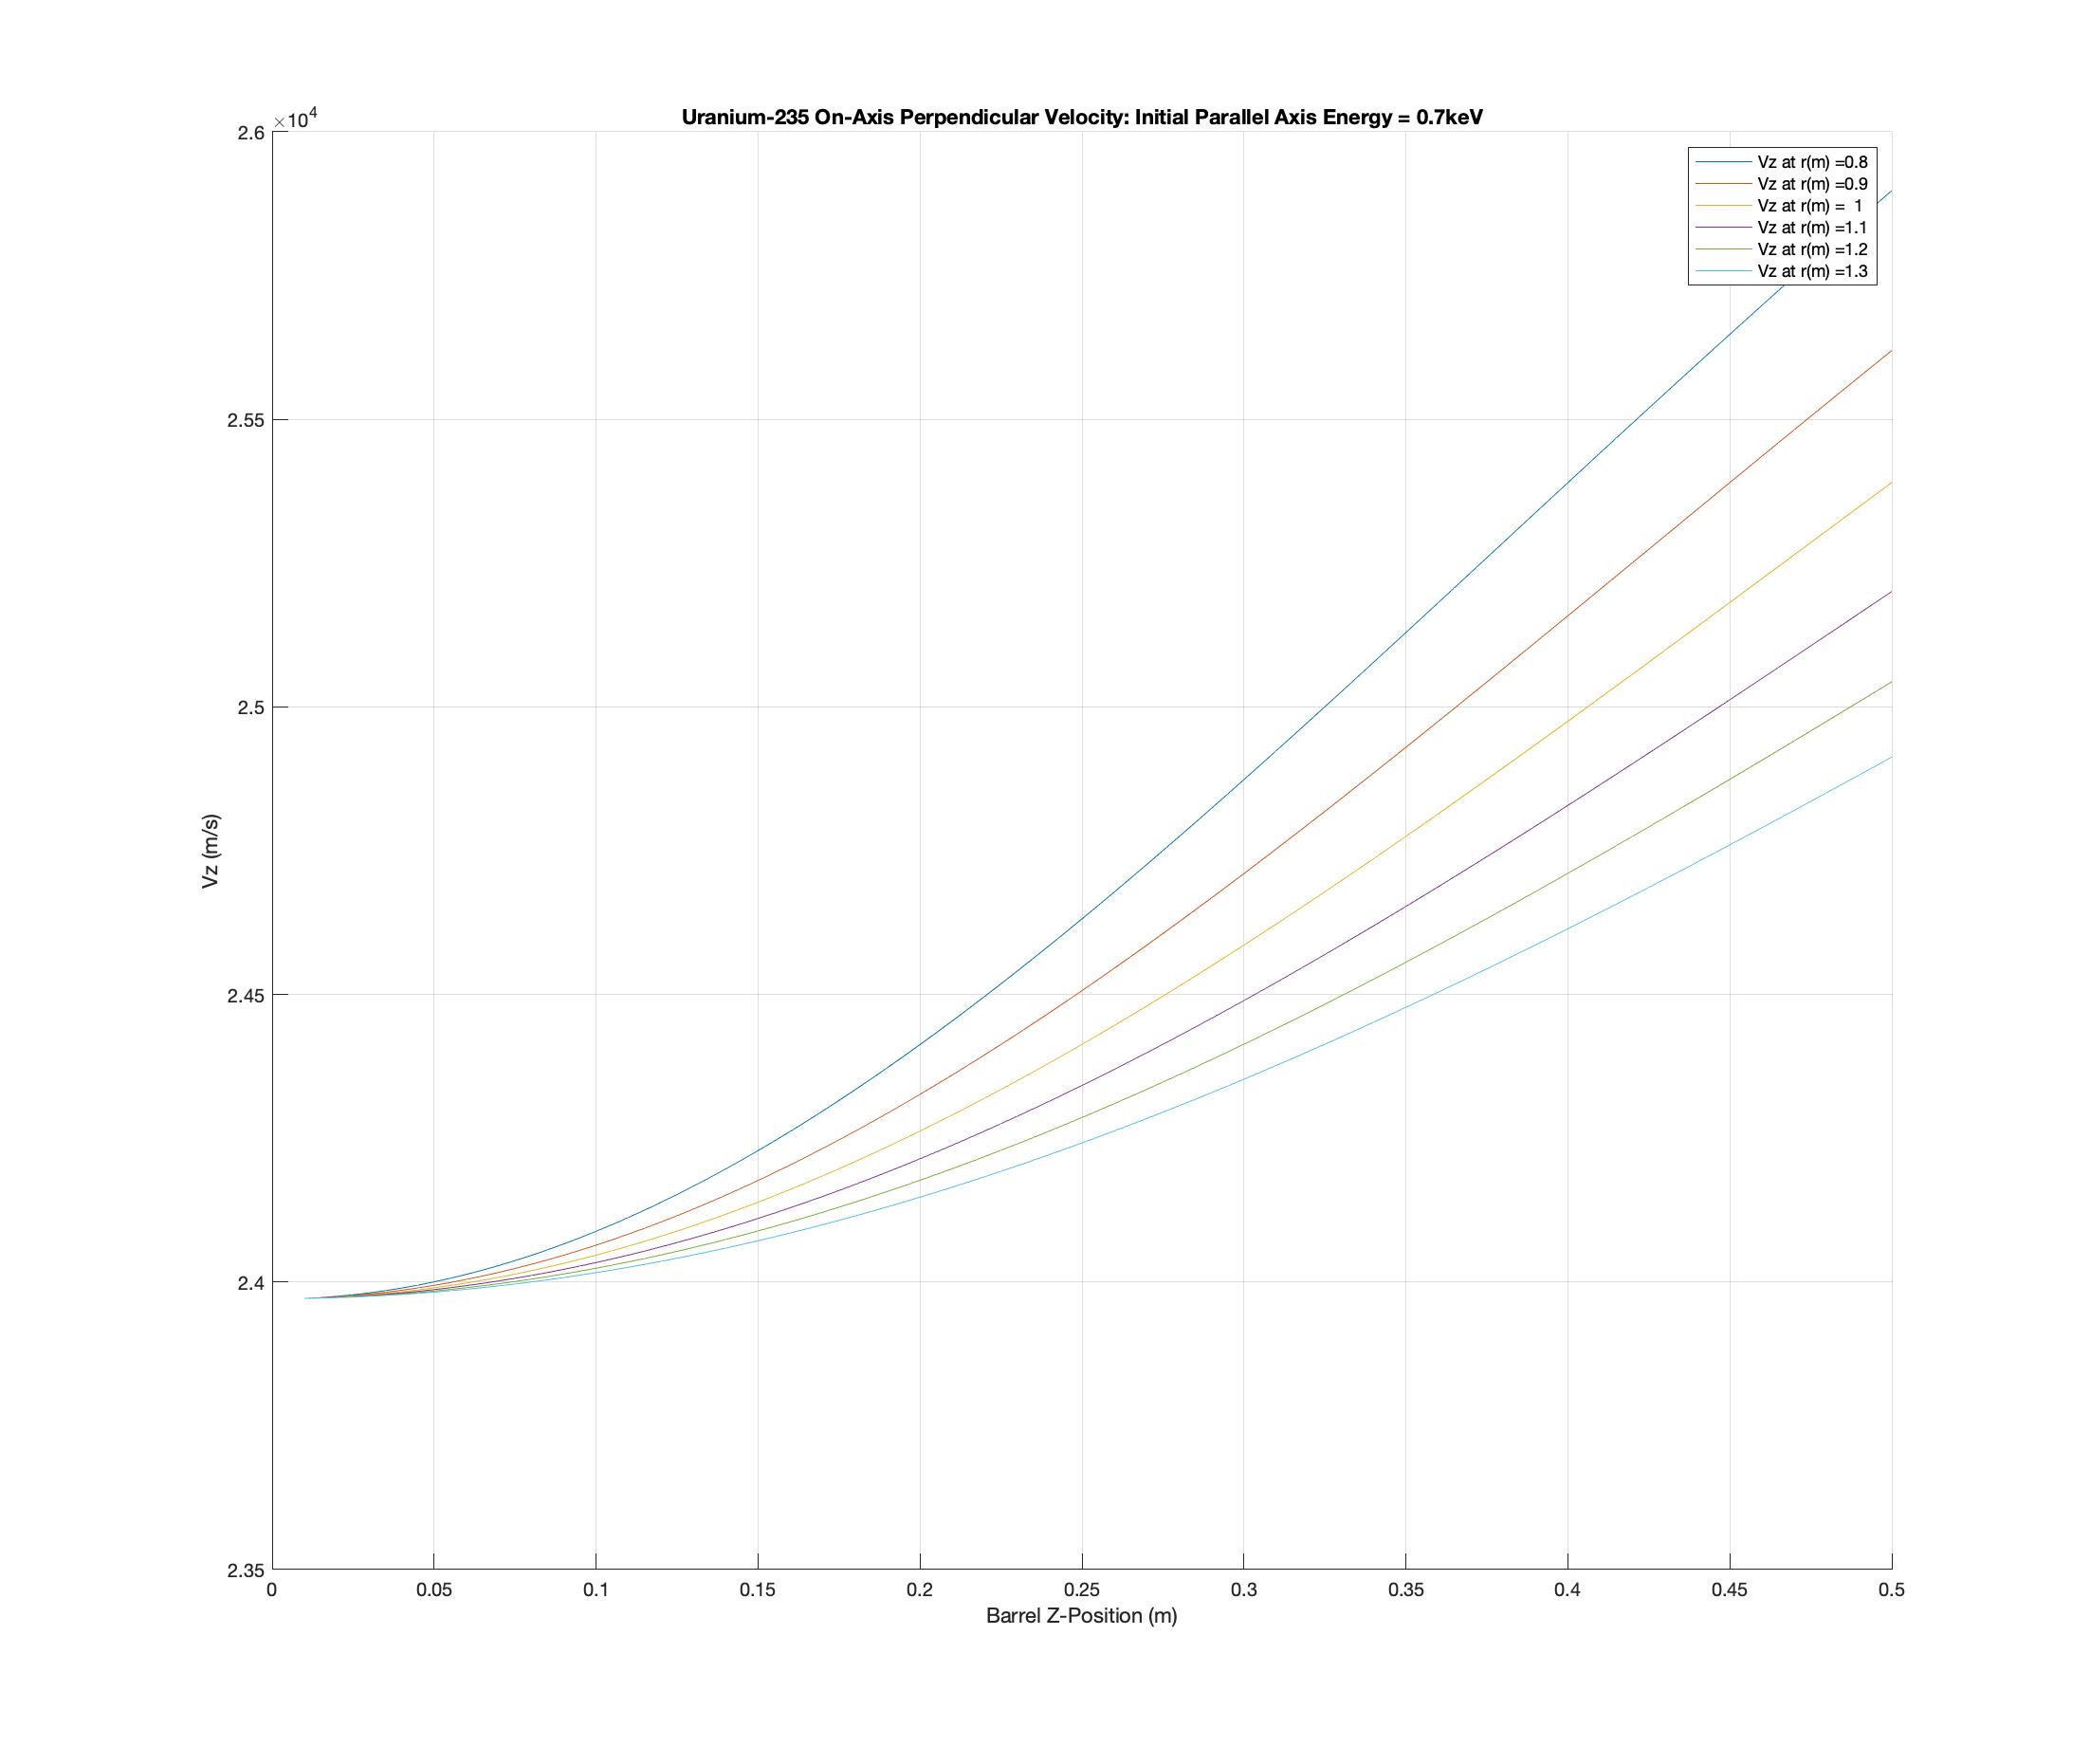 Uranium-235 On-Axis Perpendicular Velocity: Initial Parallel Axis Energy = 0.7keV
×10⁴
2.6
2.55
2.5
2.45
2.4
2.35
Vz (m/s)
Vz at r(m) =0.8
Vz at r(m) =0.9
Vz at r(m) =  1
Vz at r(m) =1.1
Vz at r(m) =1.2
Vz at r(m) =1.3
0 0.05 0.1 0.15 0.2 0.25 0.3 0.35 0.4 0.45 0.5
Barrel Z-Position (m)